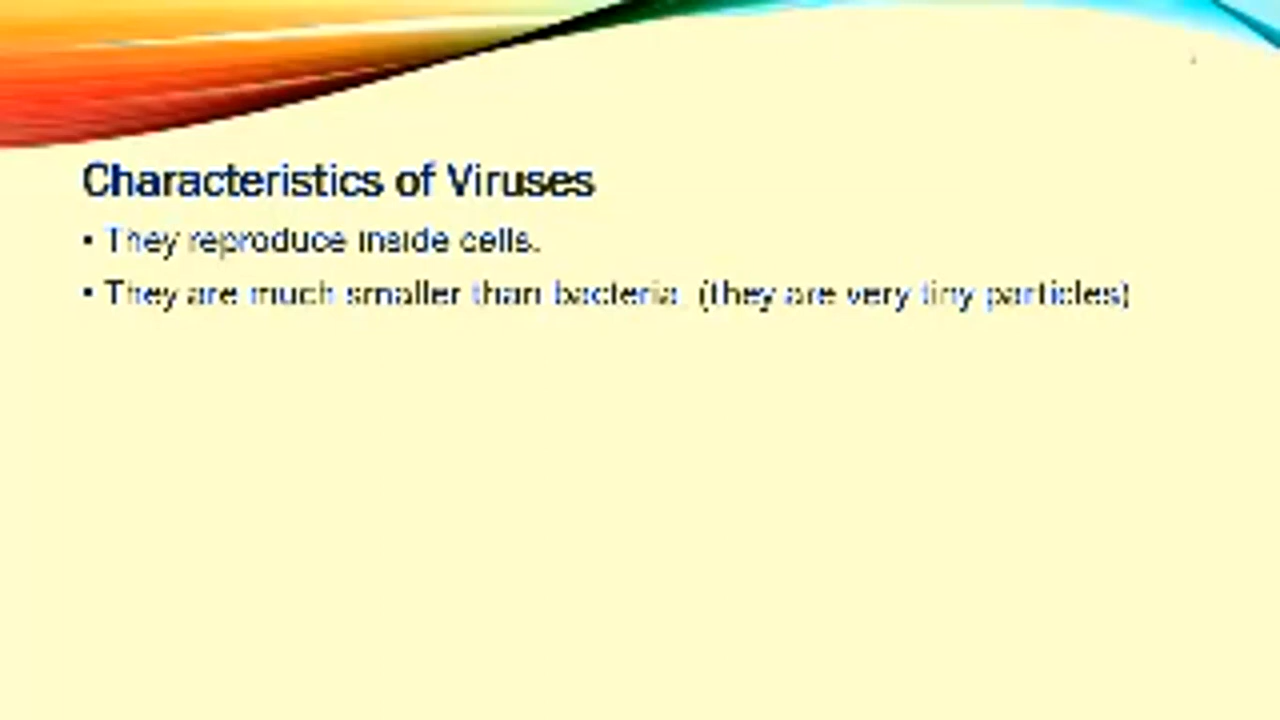 Characteristics of Viruses
• They reproduce inside cells.
• They are much smaller than bacteria. (they are very tiny particles)